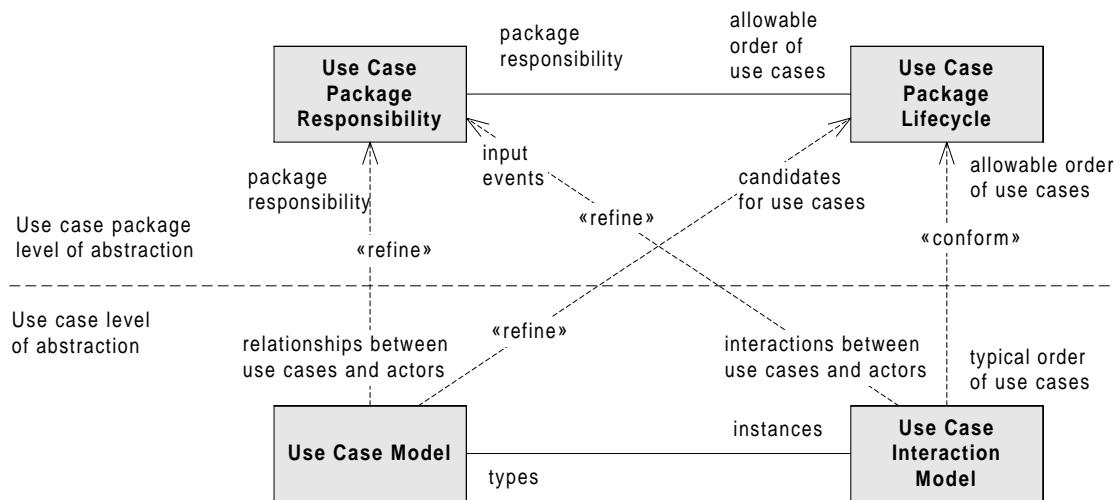 Use Case
Package
Responsibility
package
responsibility
allowable
order of
use cases
Use Case
Package
Lifecycle
package
responsibility
input
events
candidates
for use cases
allowable order
of use cases
Use case package
level of abstraction
«refine»
«refine»
«conform»
Use case level
of abstraction
«refine»
relationships between
use cases and actors
interactions between
use cases and actors
typical order
of use cases
Use Case Model
types
instances
Use Case
Interaction
Model